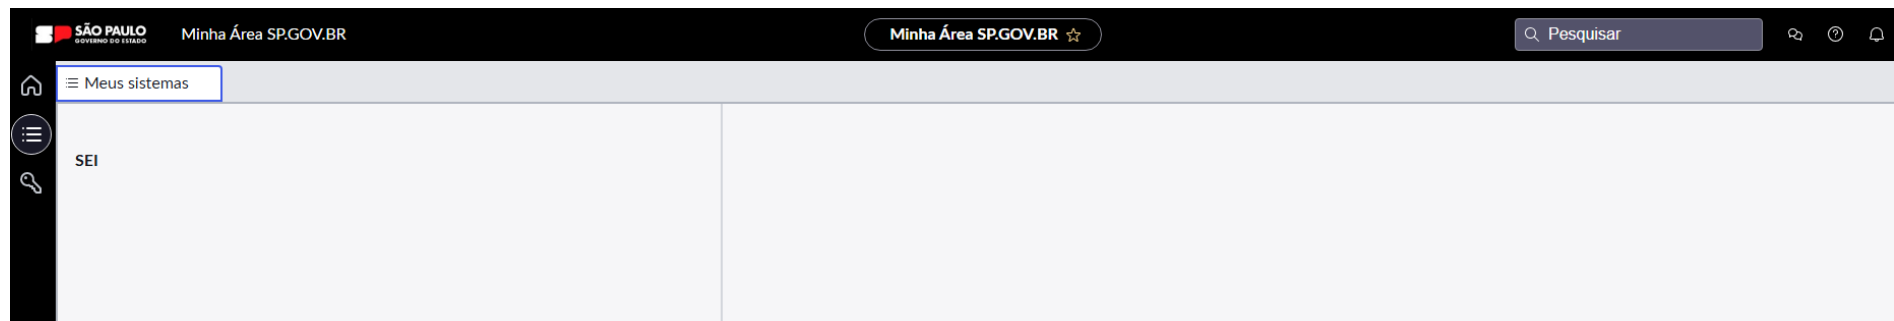 SÃO PAULO
GOVERNO DO ESTADO
Minha Área SP.GOV.BR
Minha Área SP.GOV.BR
Pesquisar
Meus sistemas
SEI